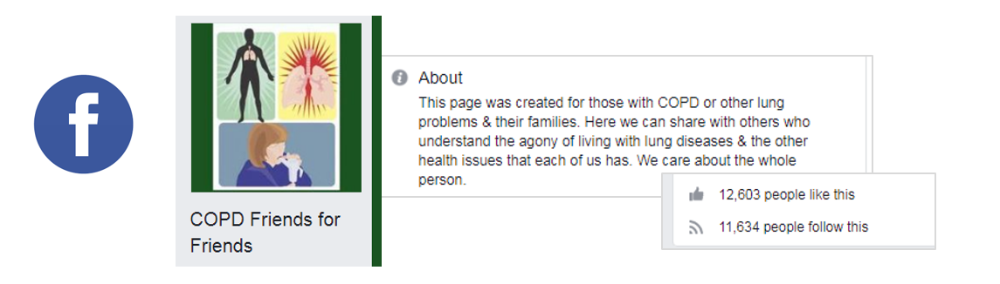 f
COPD Friends for
Friends
About
This page was created for those with COPD or other lung
problems & their families. Here we can share with others who
understand the agony of living with lung diseases & the other
health issues that each of us has. We care about the whole
person.
12,603 people like this
11,634 people follow this